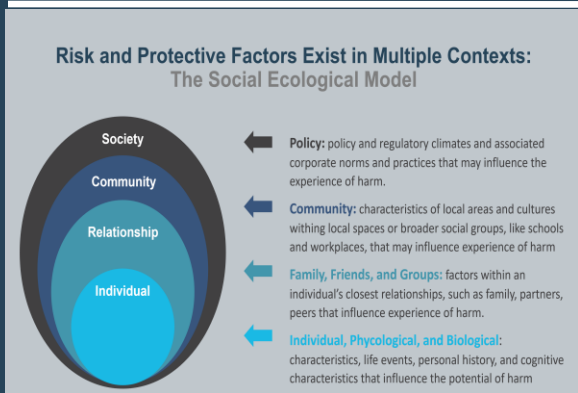 Risk and Protective Factors Exist in Multiple Contexts:
The Social Ecological Model
Society
Community
Relationship
Individual
Policy: policy and regulatory climates and associated
corporate norms and practices that may influence the
experience of harm.
Community: characteristics of local areas and cultures
withing local spaces or broader social groups, like schools
and workplaces, that may influence experience of harm
Family, Friends, and Groups: factors within an
individual's closest relationships, such as family, partners,
peers that influence experience of harm.
Individual, Phycological, and Biological:
characteristics, life events, personal history, and cognitive
characteristics that influence the potential of harm